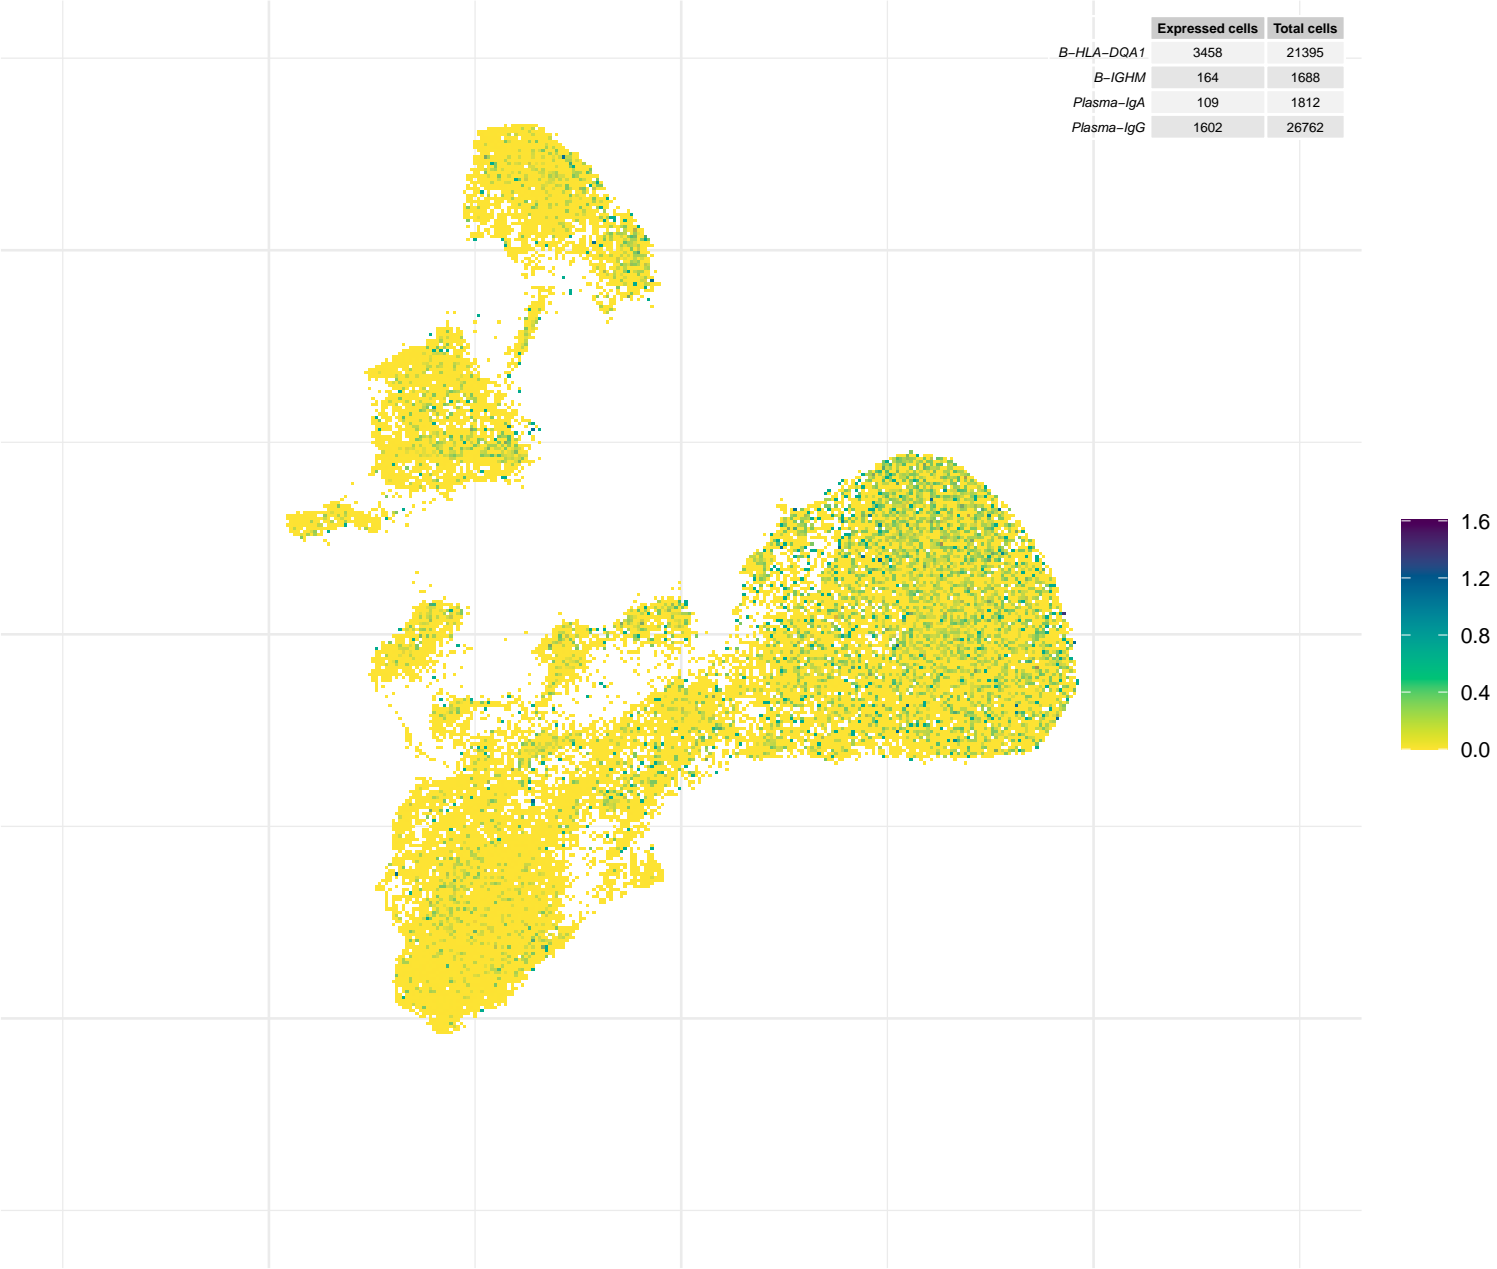 Expressed cells Total cells
B−HLA−DQA1 3458 21395
B−IGHM 164 1688
Plasma−IgA 109 1812
Plasma−IgG 1602 26762
1.6
1.2
0.8
0.4
0.0